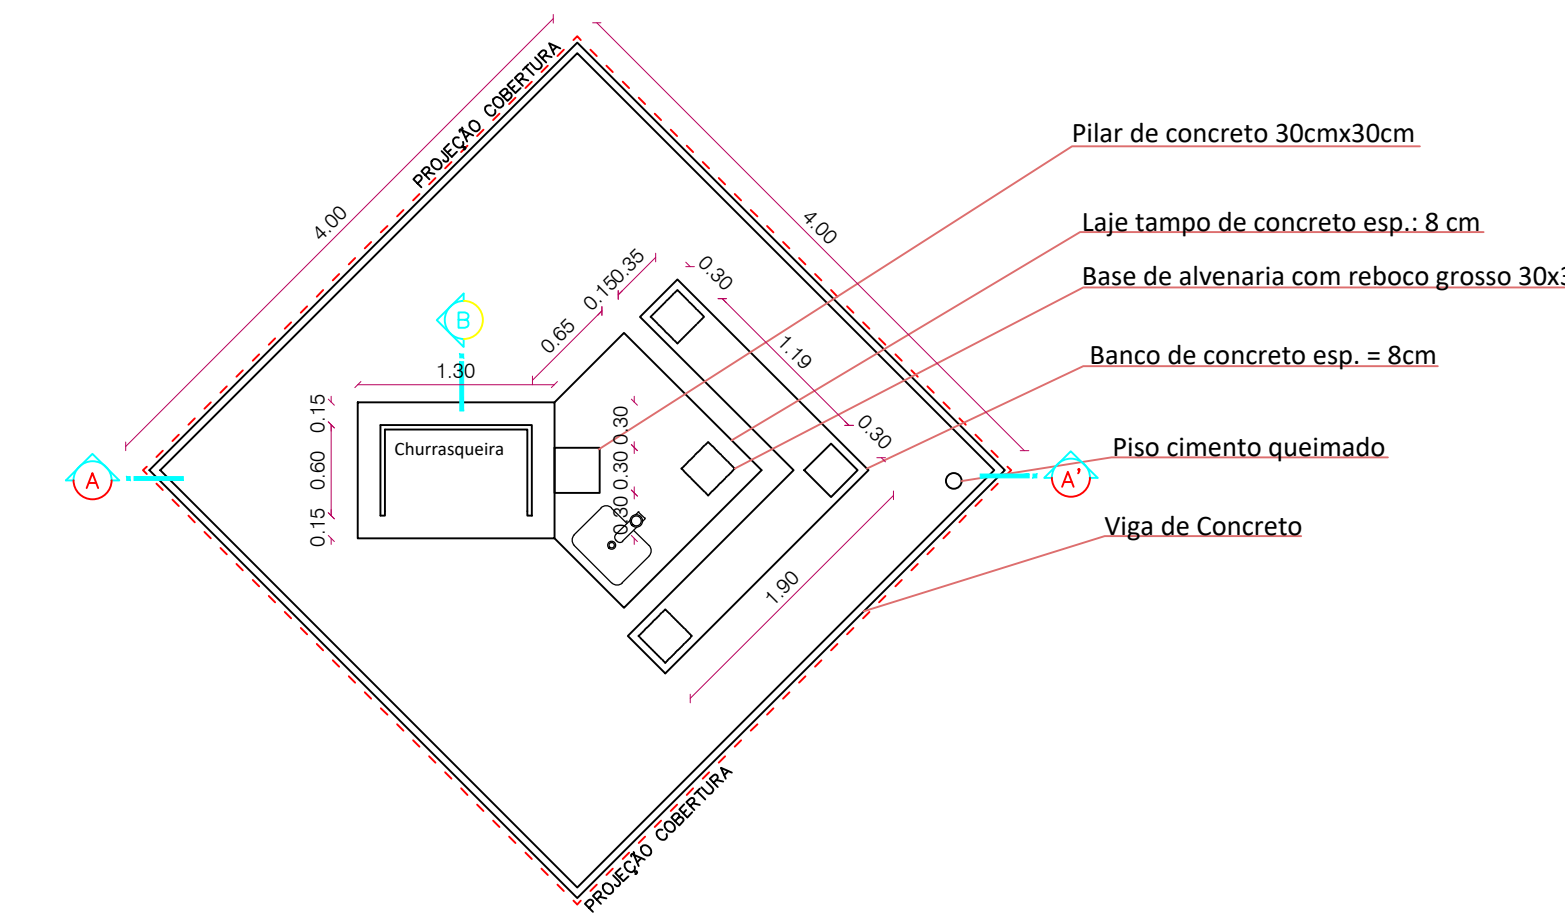 PROJEÇÃO COBERTURA
4.00
4.00
Pilar de concreto 30cmx30cm
Laje tampo de concreto esp.: 8 cm
Base de alvenaria com reboco grosso
Banco de concreto esp. = 8cm
Piso cimento queimado
Viga de Concreto
0.35
0.15
0.65
0.30
1.19
0.30
B
1.30
0.15
0.60
0.15
Churrasqueira
0.30
0.30
0.30
1.90
A
A'
PROJEÇÃO COBERTURA